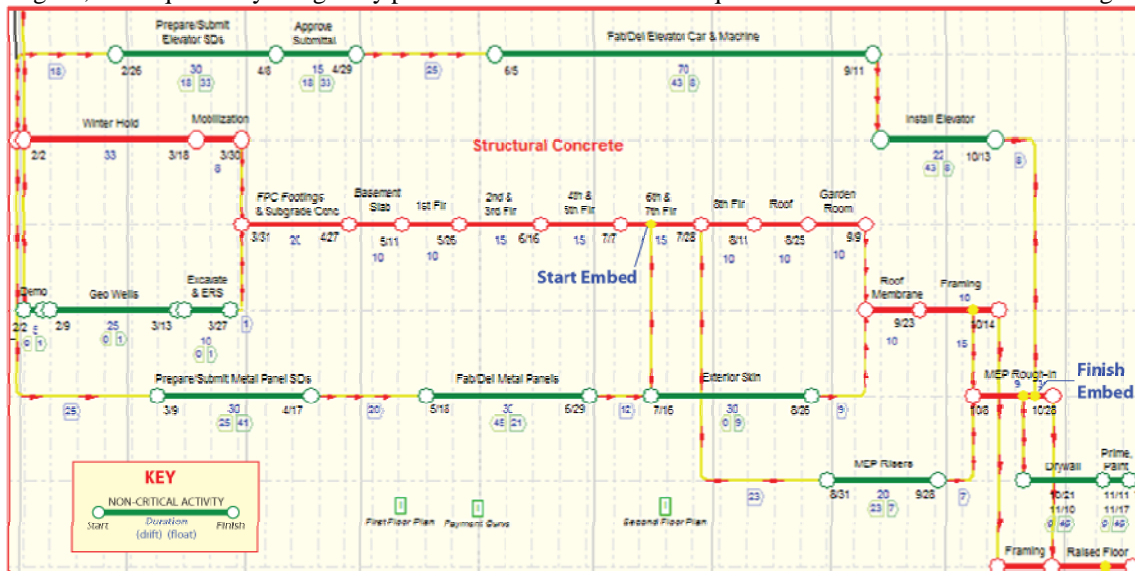 Prepare/Submit
Elevator SDs
Approve
Submittal
Fab/Del Elevator Car & Machine
18
2/26
30
18 33
4/8
15
18 33
4/29
25
6/5
70
43 8
9/11
Winter Hold
Mobilization
Install Elevator
2/2
33
3/18
3/30
8
Structural Concrete
22
43 8
10/13
8
FPC Footings
& Subgrade Conc
Basement
Slab
1st Flr
2nd &
3rd Flr
4th &
5th Flr
6th &
7th Flr
8th Flr
Roof
Garden
Room
3/31
4/27
5/11
10
5/26
10
15
6/16
15
7/7
15
7/28
8/11
10
8/25
10
9/9
10
Start Embed
Demo
Geo Wells
Excavate
& ERS
Roof
Membrane
Framing
10
2/2
0 1
2/9
25
0 1
3/13
10
0 1
3/27
1
9/23
10
10/14
15
Prepare/Submit Metal Panel SDs
Fab/Del Metal Panels
Exterior Skin
MEP Rough-in
9
Finish
Embed
25
3/9
30
25 41
4/17
20
5/18
6/29
12
7/16
30
0 9
8/26
9
10/8
10/28
KEY
NON-CRITICAL ACTIVITY
Start
Duration
(drift) (float)
Finish
First Floor Plan
Second Floor Plan
MEP Risers
23
8/31
20
23 7
9/28
7
Drywall
Prime,
Paint
10/21
11/10
11/11
11/17
Framing
Raised Floor